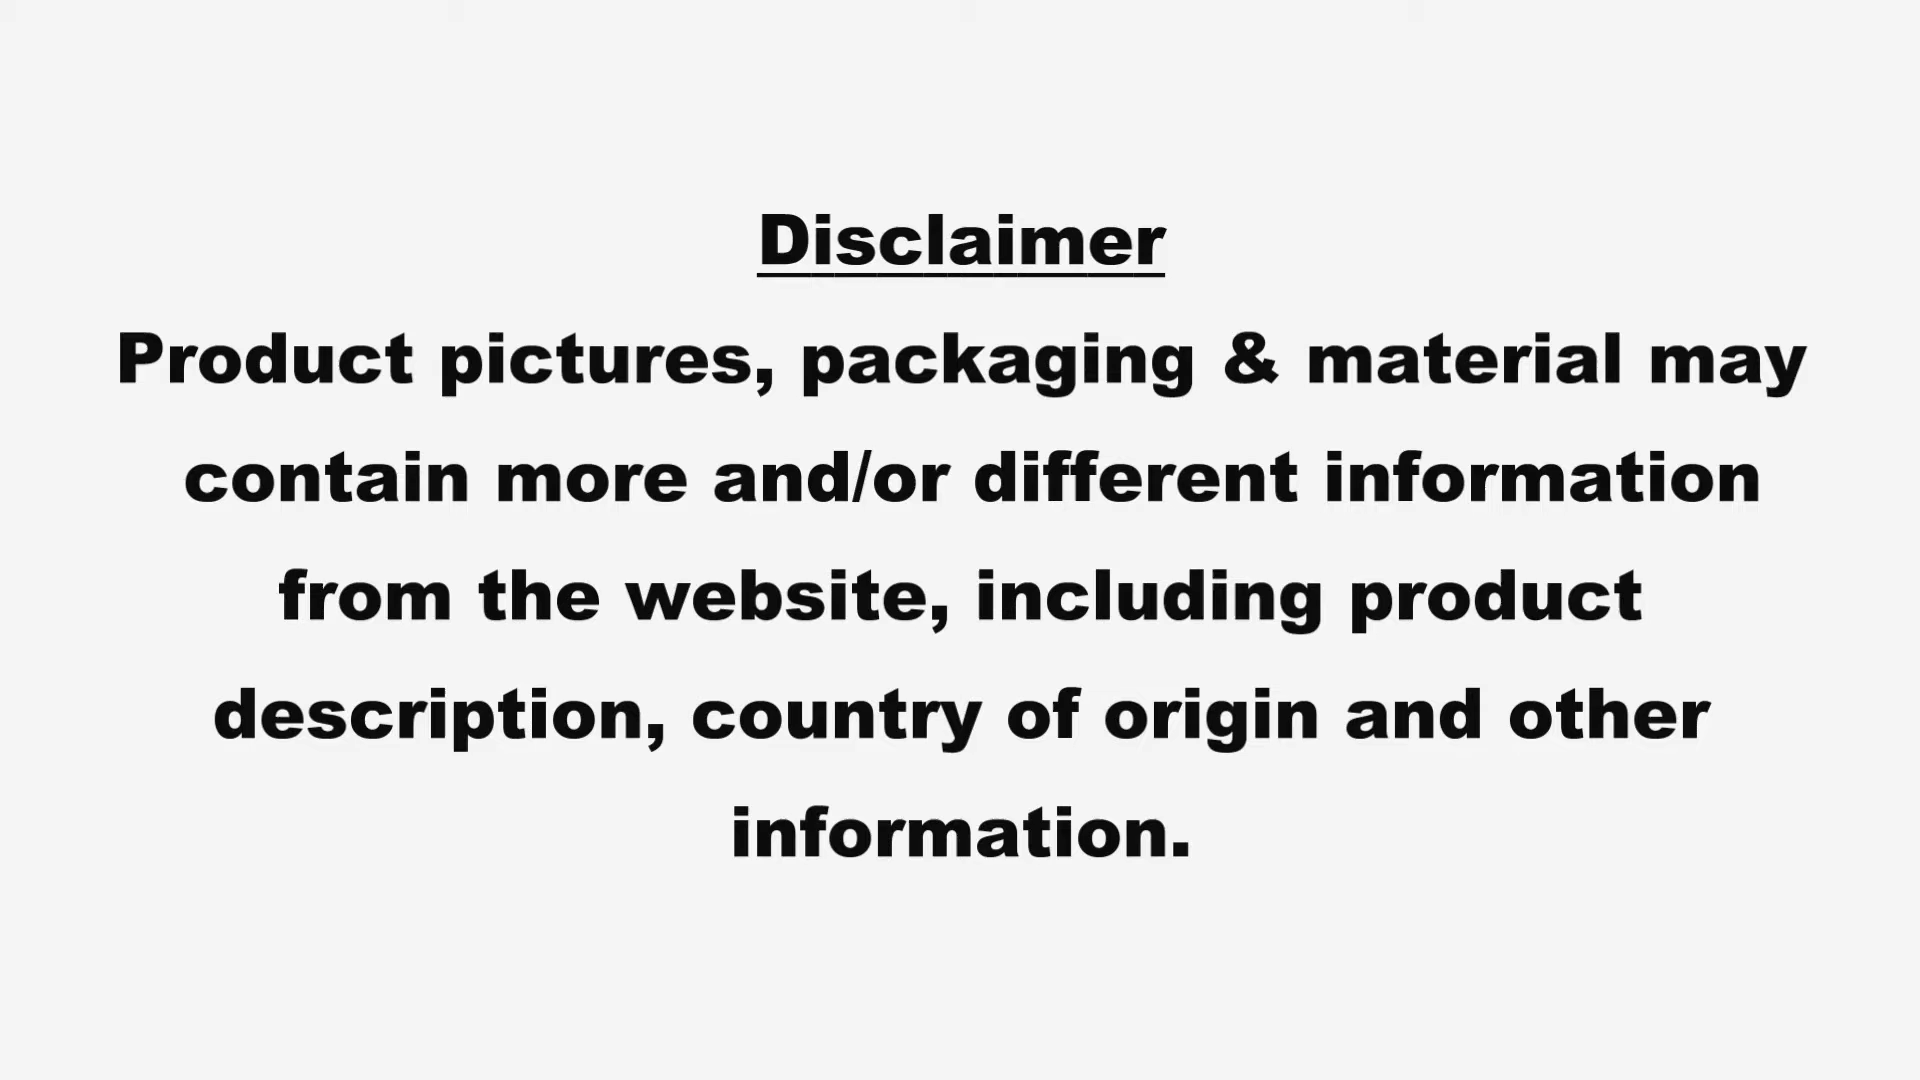 Disclaimer
Product pictures, packaging & material may
contain more and/or different information
from the website, including product
description, country of origin and other
information.